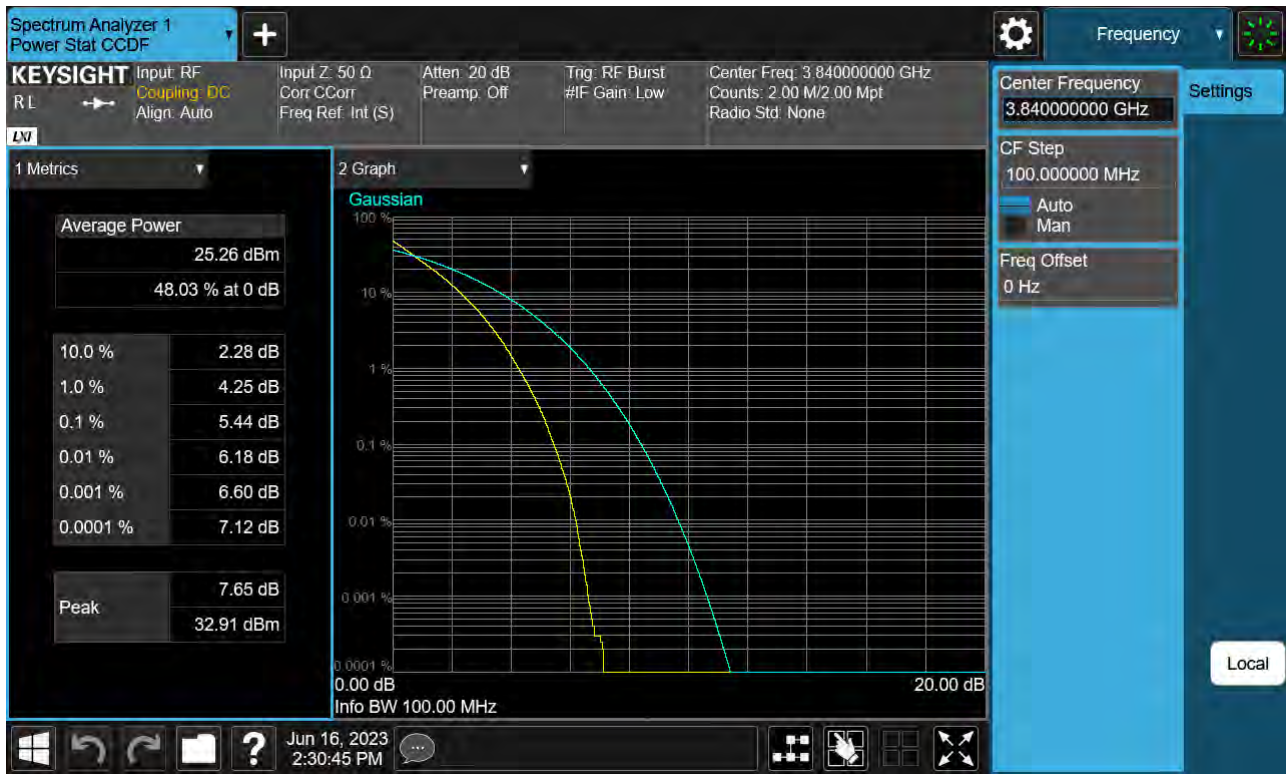 Spectrum Analyzer 1
Power Stat CCDF
Frequency
KEYSIGHT
R L
LXI
Input: RF
Coupling: DC
Align: Auto
Input Z: 50 Ω
Corr CCorr
Freq Ref: Int (S)
Atten: 20 dB
Preamp: Off
Trig: RF Burst
#IF Gain: Low
Center Freq: 3.840000000 GHz
Counts: 2.00 M/2.00 Mpt
Radio Std: None
Center Frequency
3.840000000 GHz
Settings
CF Step
100.000000 MHz
Auto
Man
Freq Offset
0 Hz
1 Metrics
Average Power
25.26 dBm
48.03 % at 0 dB
10.0 % 2.28 dB
1.0 % 4.25 dB
0.1 % 5.44 dB
0.01 % 6.18 dB
0.001 % 6.60 dB
0.0001 % 7.12 dB
Peak
7.65 dB
32.91 dBm
2 Graph
Gaussian
100 %
10 %
1 %
0.1 %
0.01 %
0.001 %
0.0001 %
0.00 dB 20.00 dB
Info BW 100.00 MHz
Local
?
Jun 16, 2023
2:30:45 PM